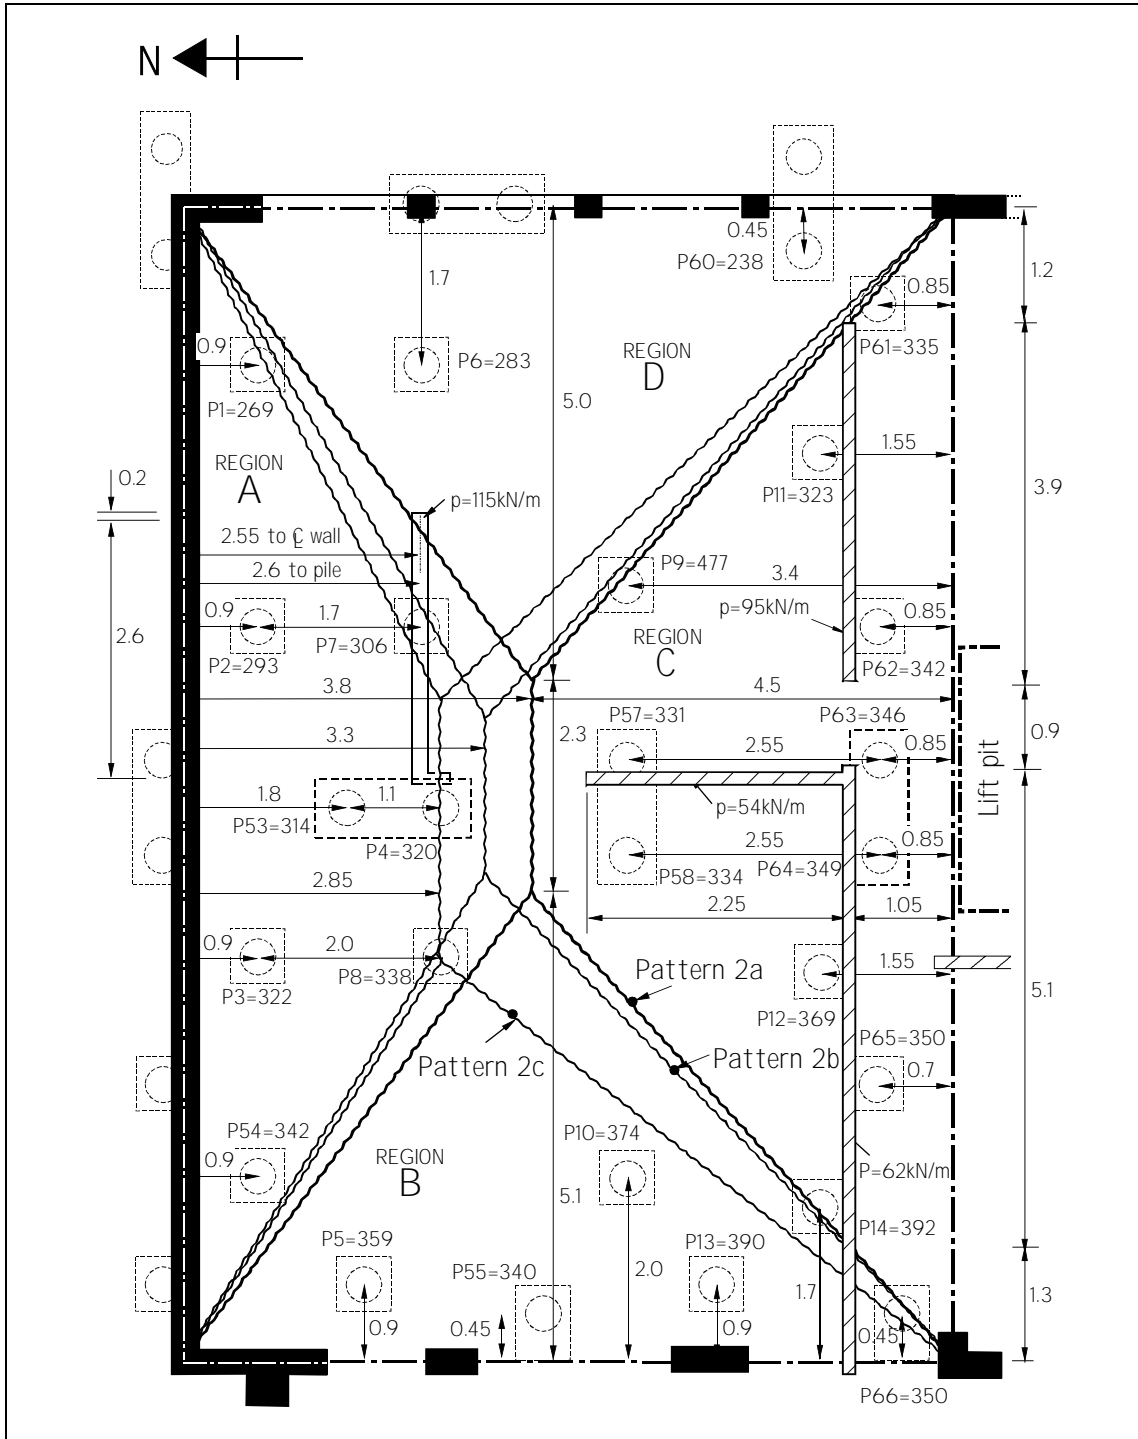 N
0.45
P60=238
1.2
1.7
0.85
0.9
P6=283
REGION
D
P61=335
P1=269
5.0
REGION
A
1.55
0.2
p=115kN/m
P11=323
3.9
2.55 to ℄ wall
2.6 to pile
P9=477
3.4
0.9
1.7
p=95kN/m
0.85
2.6
P2=293
P7=306
REGION
C
P62=342
3.8
4.5
P57=331
P63=346
3.3
2.3
2.55
0.85
0.9
Lift pit
1.8
1.1
p=54kN/m
P53=314
P4=320
2.55
0.85
P58=334
P64=349
2.85
2.25
1.05
0.9
2.0
1.55
P3=322
P8=338
Pattern 2a
5.1
P12=369
P65=350
Pattern 2c
Pattern 2b
0.7
P54=342
P10=374
REGION
B
0.9
P=62kN/m
5.1
P14=392
P5=359
P13=390
P55=340
2.0
1.7
1.3
0.9
0.45
0.9
0.45
P66=350